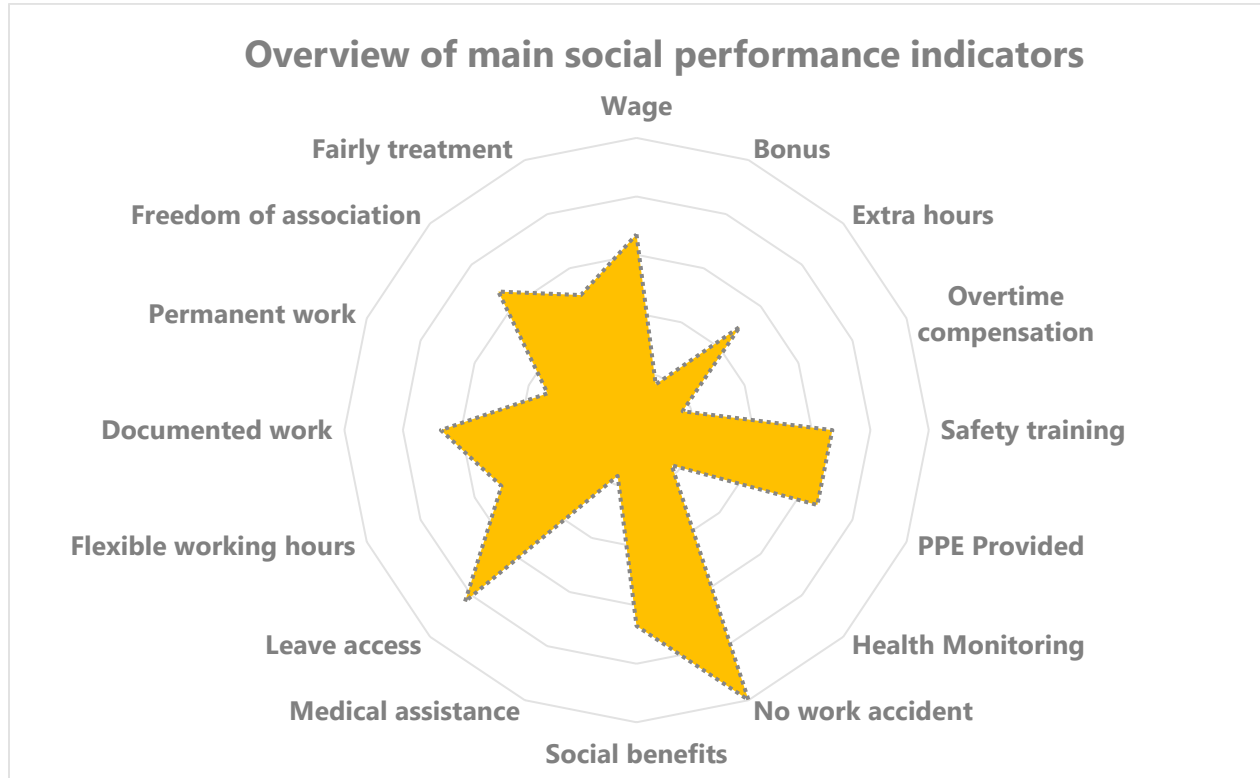 Overview of main social performance indicators
Wage
Bonus
Extra hours
Overtime
compensation
Safety training
PPE Provided
Health Monitoring
No work accident
Social benefits
Medical assistance
Leave access
Flexible working hours
Documented work
Permanent work
Freedom of association
Fairly treatment